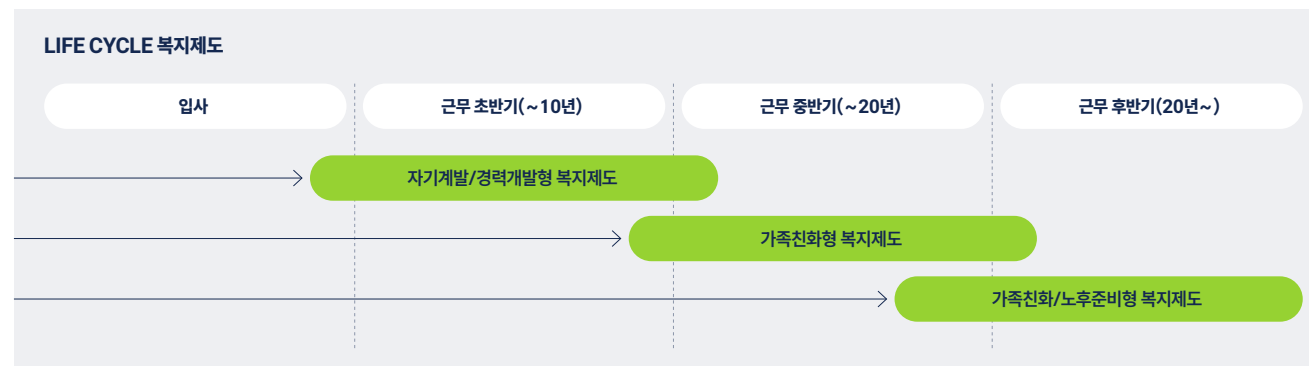 LIFE CYCLE 복지제도
입사
근무 초반기(~10년)
근무 중반기(~20년)
근무 후반기(20년~)
자기계발/경력개발형 복지제도
가족친화형 복지제도
가족친화/노후준비형 복지제도